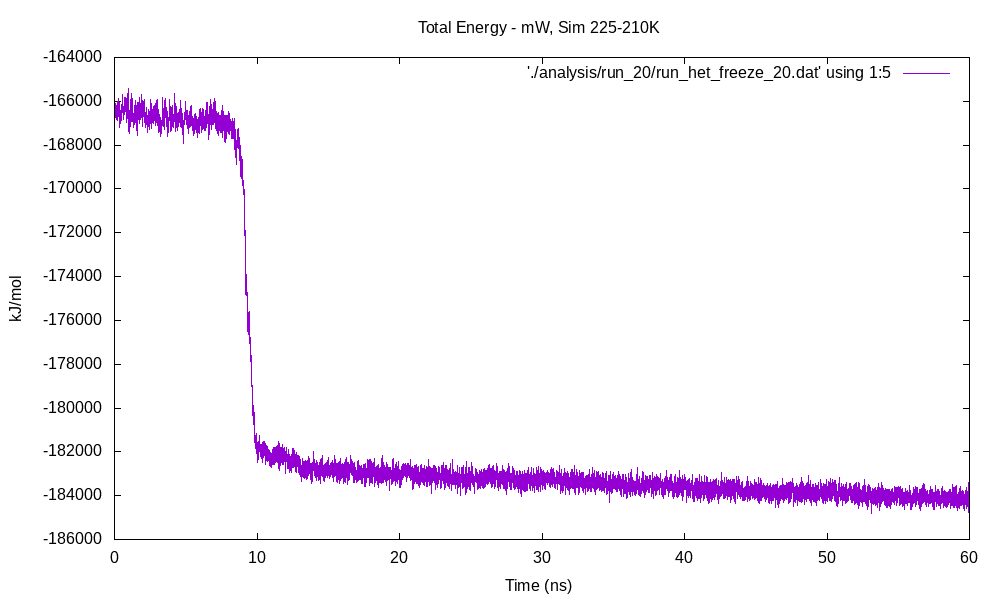 Total Energy - mW, Sim 225-210K
'./analysis/run_20/run_het_freeze_20.dat' using 1:5
-164000
-166000
-168000
-170000
-172000
-174000
-176000
-178000
-180000
-182000
-184000
-186000
kJ/mol
0 10 20 30 40 50 60
Time (ns)